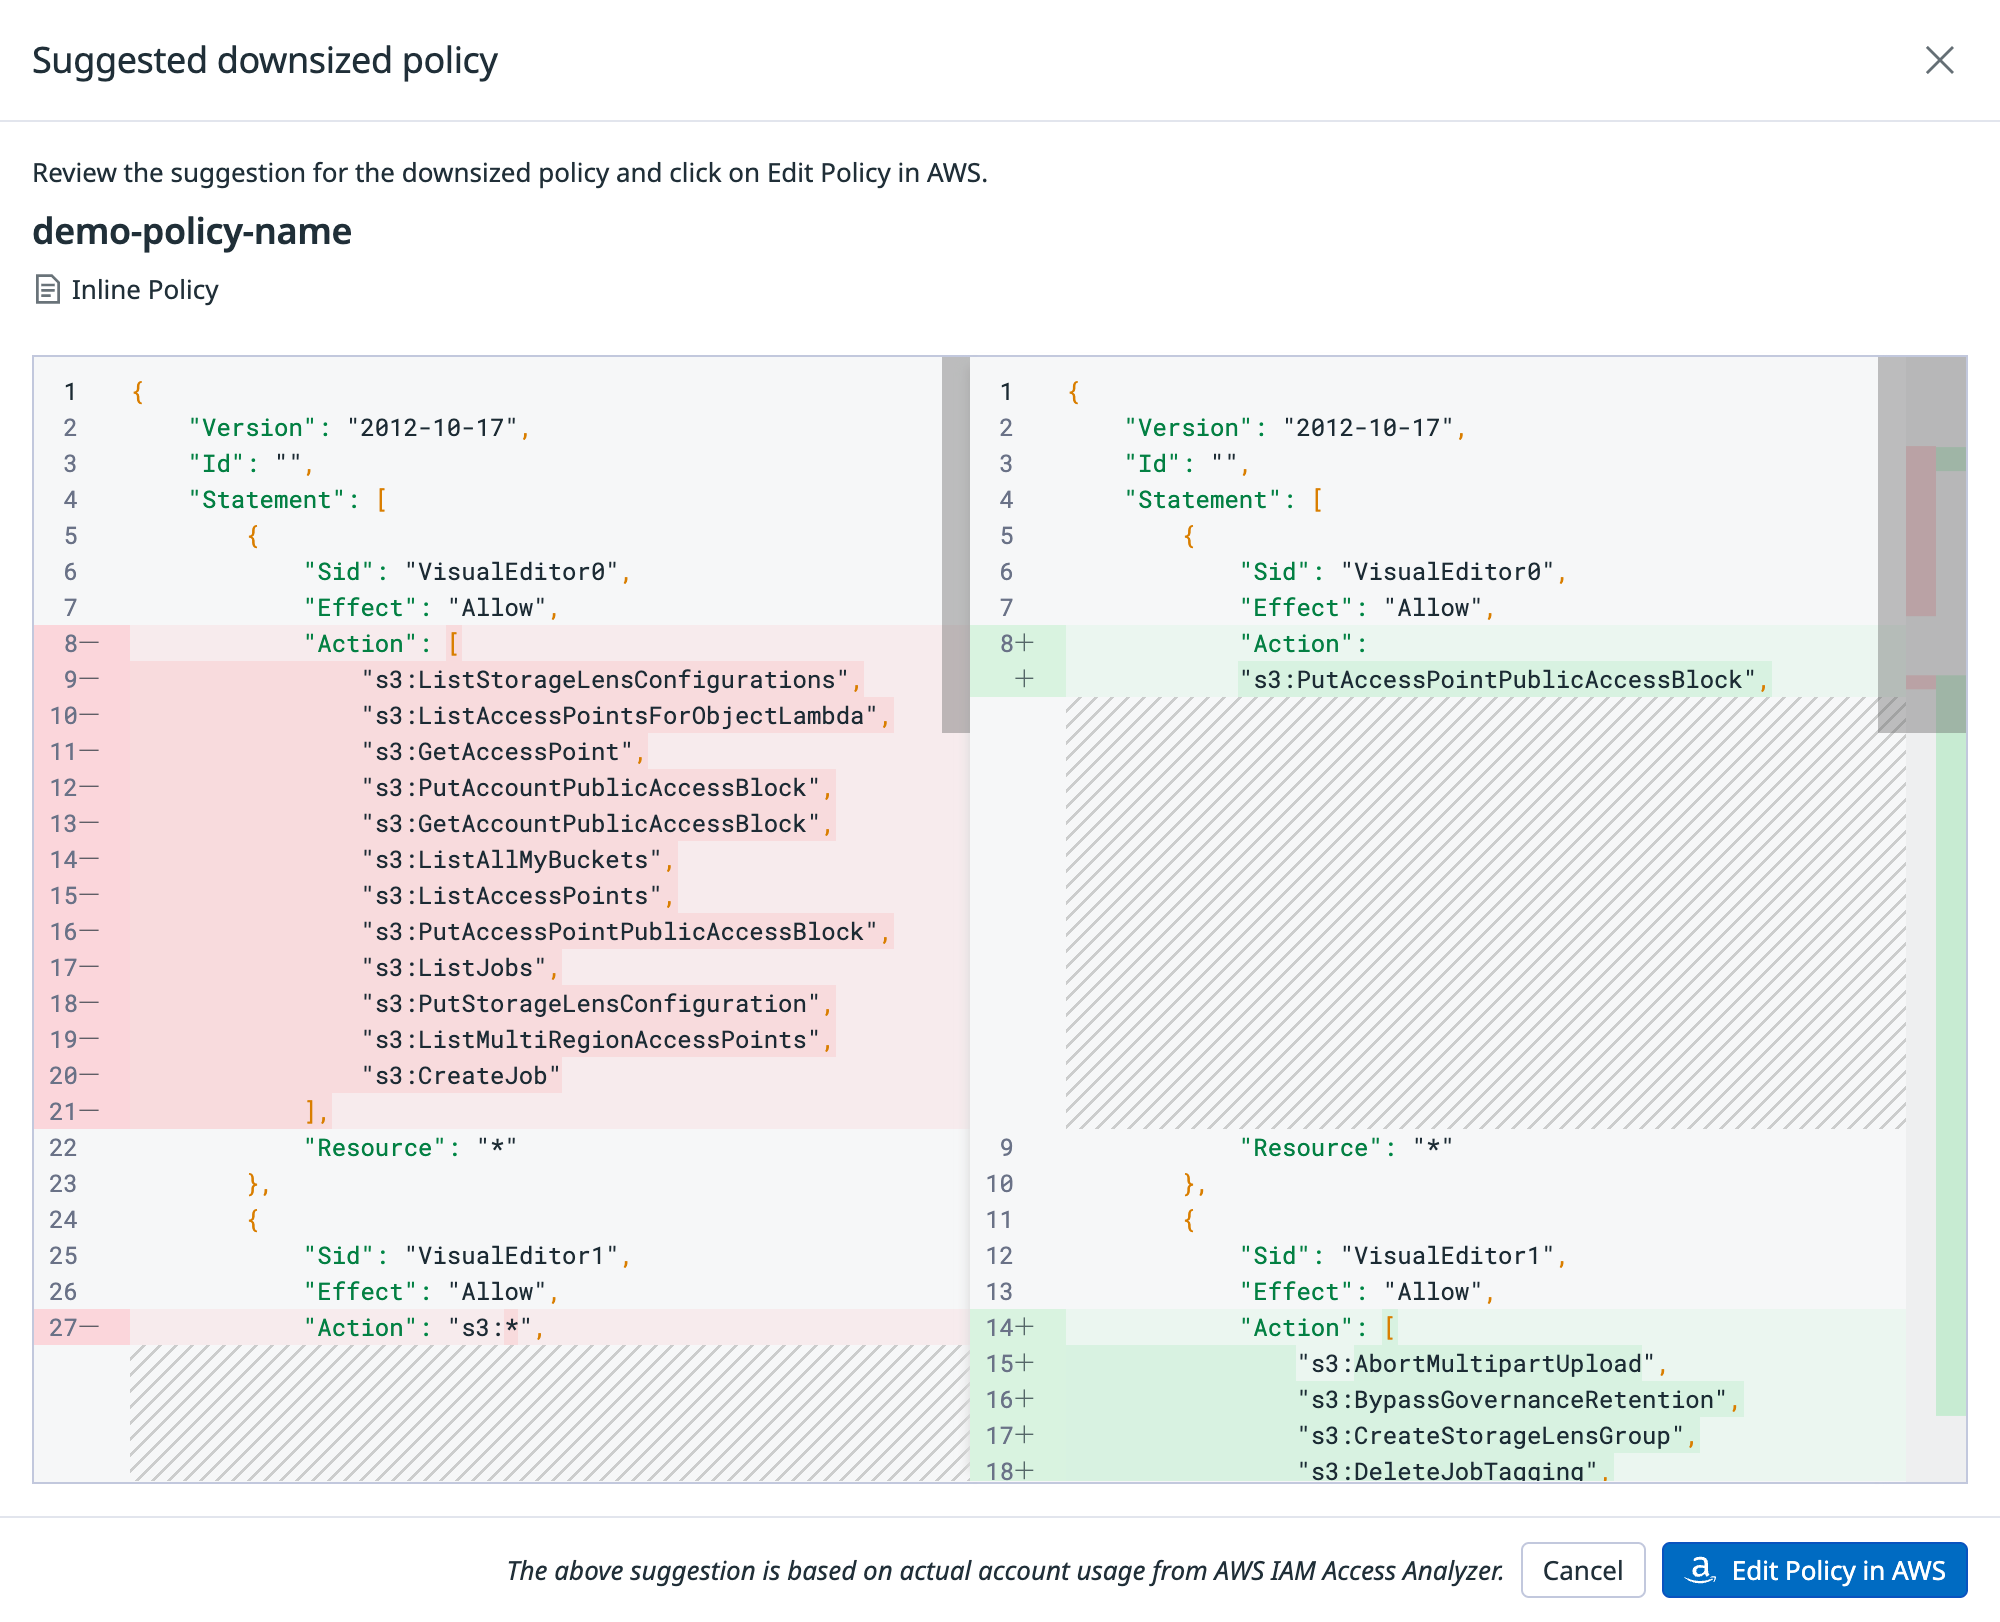 Suggested downsized policy
Review the suggestion for the downsized policy and click on Edit Policy in AWS.
demo-policy-name
Inline Policy
1 {
2 "Version": "2012-10-17",
3 "Id": "",
4 "Statement": [
5 {
6 "Sid": "VisualEditor0",
7 "Effect": "Allow",
8— "Action": [
9— "s3:ListStorageLensConfigurations",
10— "s3:ListAccessPointsForObjectLambda",
11— "s3:GetAccessPoint",
12— "s3:PutAccountPublicAccessBlock",
13— "s3:GetAccountPublicAccessBlock",
14— "s3:ListAllMyBuckets",
15— "s3:ListAccessPoints",
16— "s3:PutAccessPointPublicAccessBlock",
17— "s3:ListJobs",
18— "s3:PutStorageLensConfiguration",
19— "s3:ListMultiRegionAccessPoints",
20— "s3:CreateJob"
21— ],
22 "Resource": "*"
23 },
24 {
25 "Sid": "VisualEditor1",
26 "Effect": "Allow",
27— "Action": "s3:*",
1 {
2 "Version": "2012-10-17",
3 "Id": "",
4 "Statement": [
5 {
6 "Sid": "VisualEditor0",
7 "Effect": "Allow",
8+ "Action":
+ "s3:PutAccessPointPublicAccessBlock",
9 "Resource": "*"
10 },
11 {
12 "Sid": "VisualEditor1",
13 "Effect": "Allow",
14+ "Action": [
15+ "s3:AbortMultipartUpload",
16+ "s3:BypassGovernanceRetention",
17+ "s3:CreateStorageLensGroup",
18+ "s3:DeleteJobTagging",
The above suggestion is based on actual account usage from AWS IAM Access Analyzer.
Cancel
Edit Policy in AWS